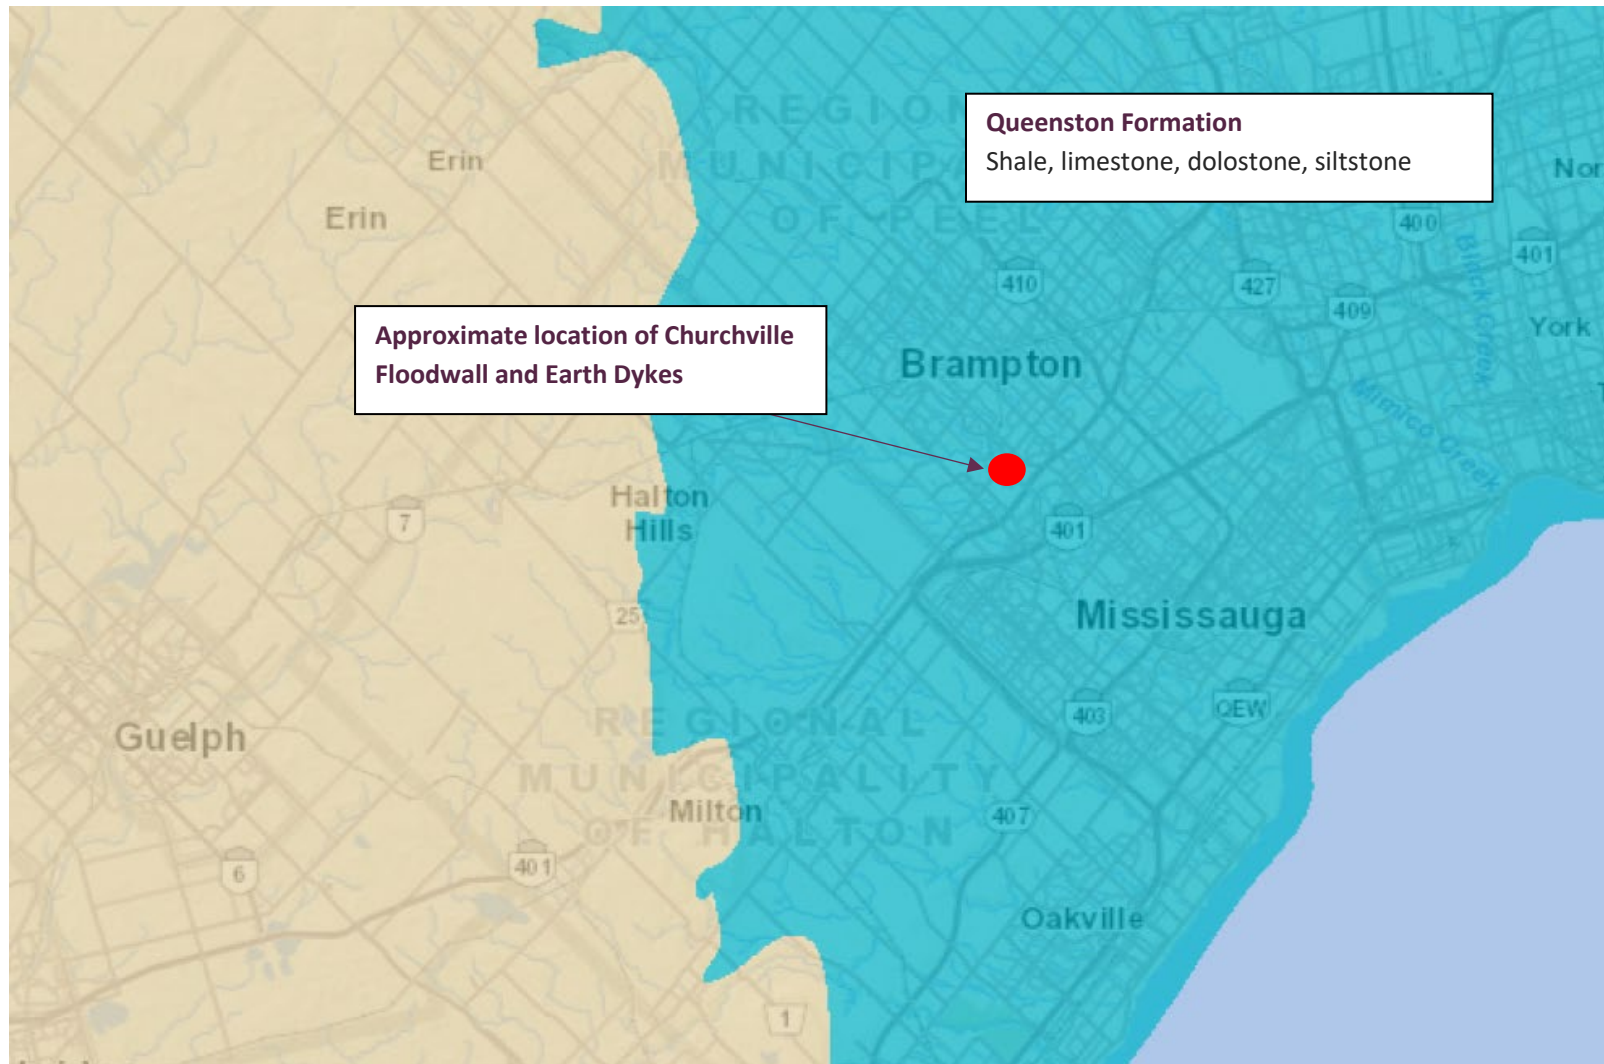 REGION
MUNICIPA
OF PEEL
Queenston Formation
Shale, limestone, dolostone, siltstone
Erin
Erin
Nor
400
401
Black Creek
410
427
409
York
Approximate location of Churchville
Floodwall and Earth Dykes
Brampton
Mimico Creek
Halton
Hills
7
401
25
Mississauga
Guelph
REGIONAL
MUNICIPALITY
OF HALTON
403
QEW
Milton
407
6
401
Oakville
1